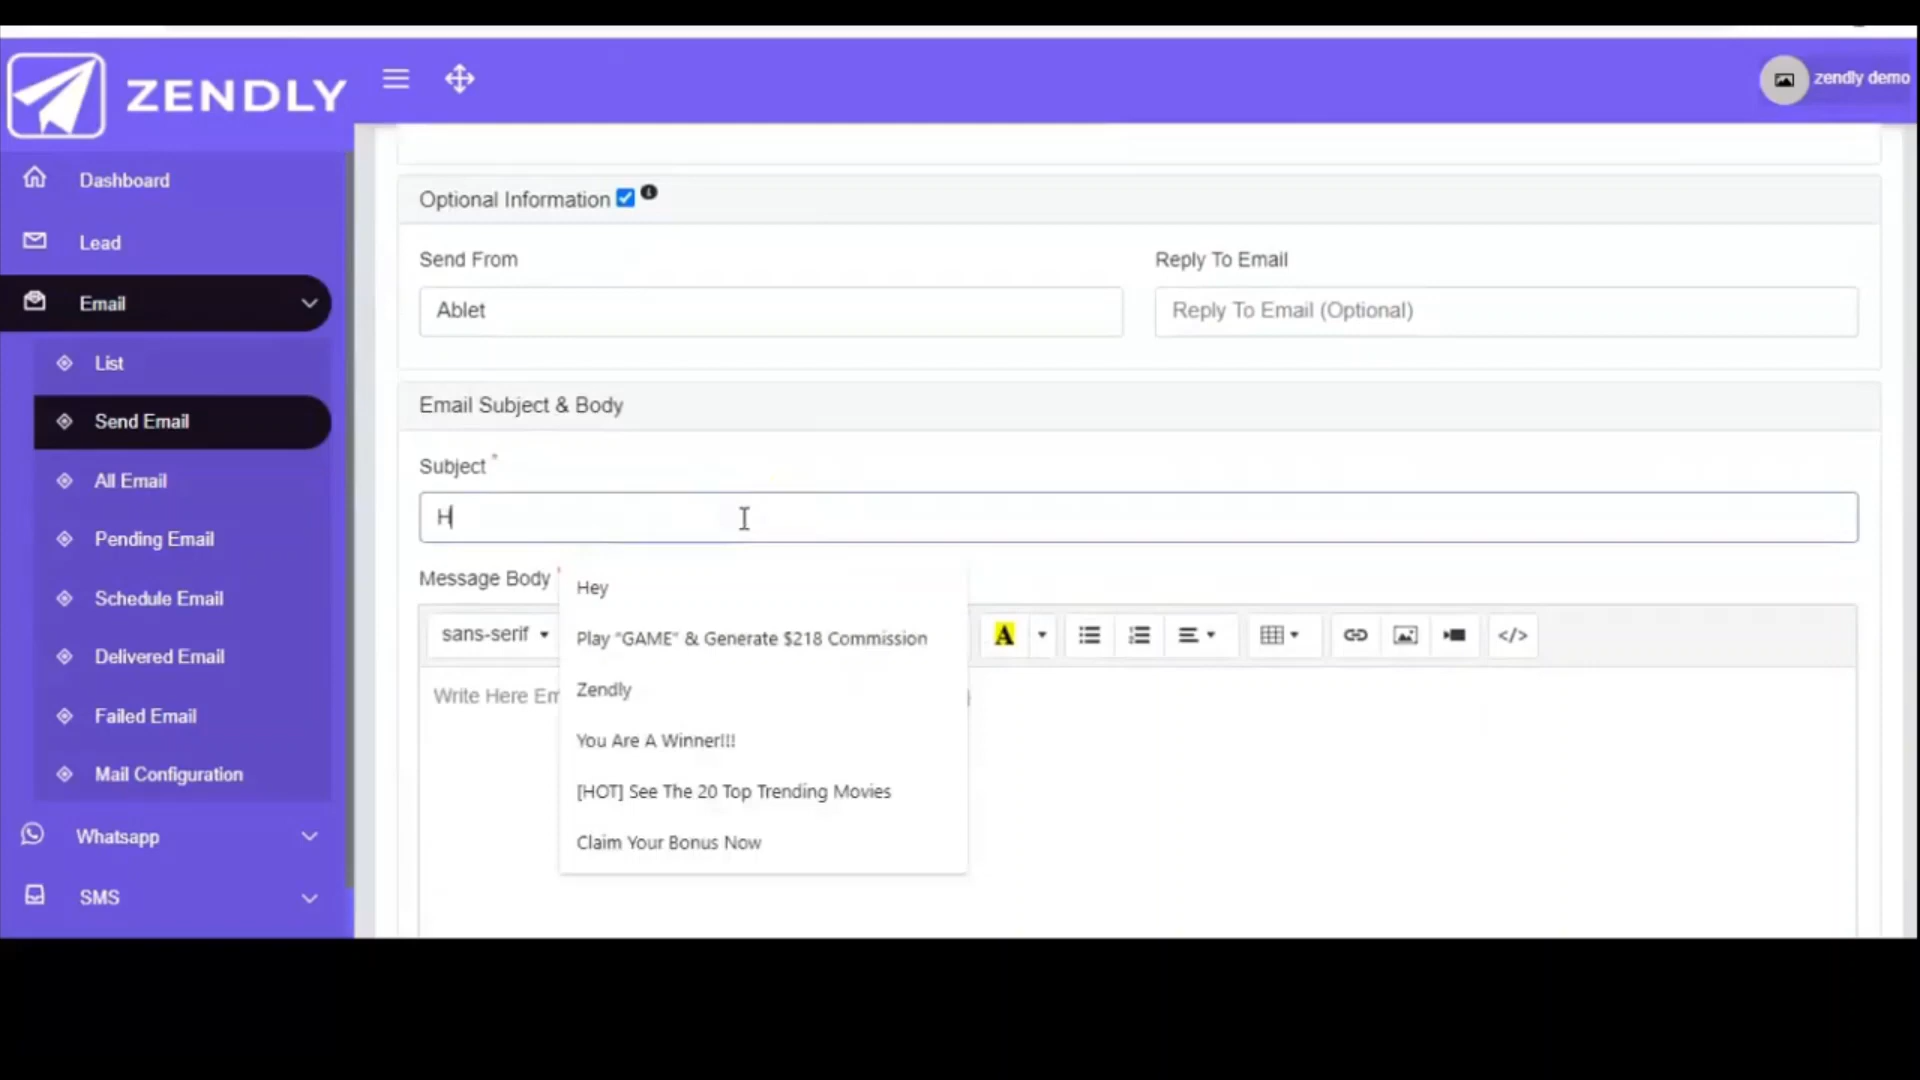 ZENDLY
zendly demo
Dashboard
Lead
Email
List
Send Email
All Email
Pending Email
Schedule Email
Delivered Email
Failed Email
Mail Configuration
Whatsapp
SMS
Optional Information
Send From
Reply To Email
Ablet
Reply To Email (Optional)
Email Subject & Body
Subject *
H
Message Body
Hey
Play "GAME" & Generate $218 Commission
Zendly
You Are A Winner!!!
[HOT] See The 20 Top Trending Movies
Claim Your Bonus Now
sans-serif
A
Write Here